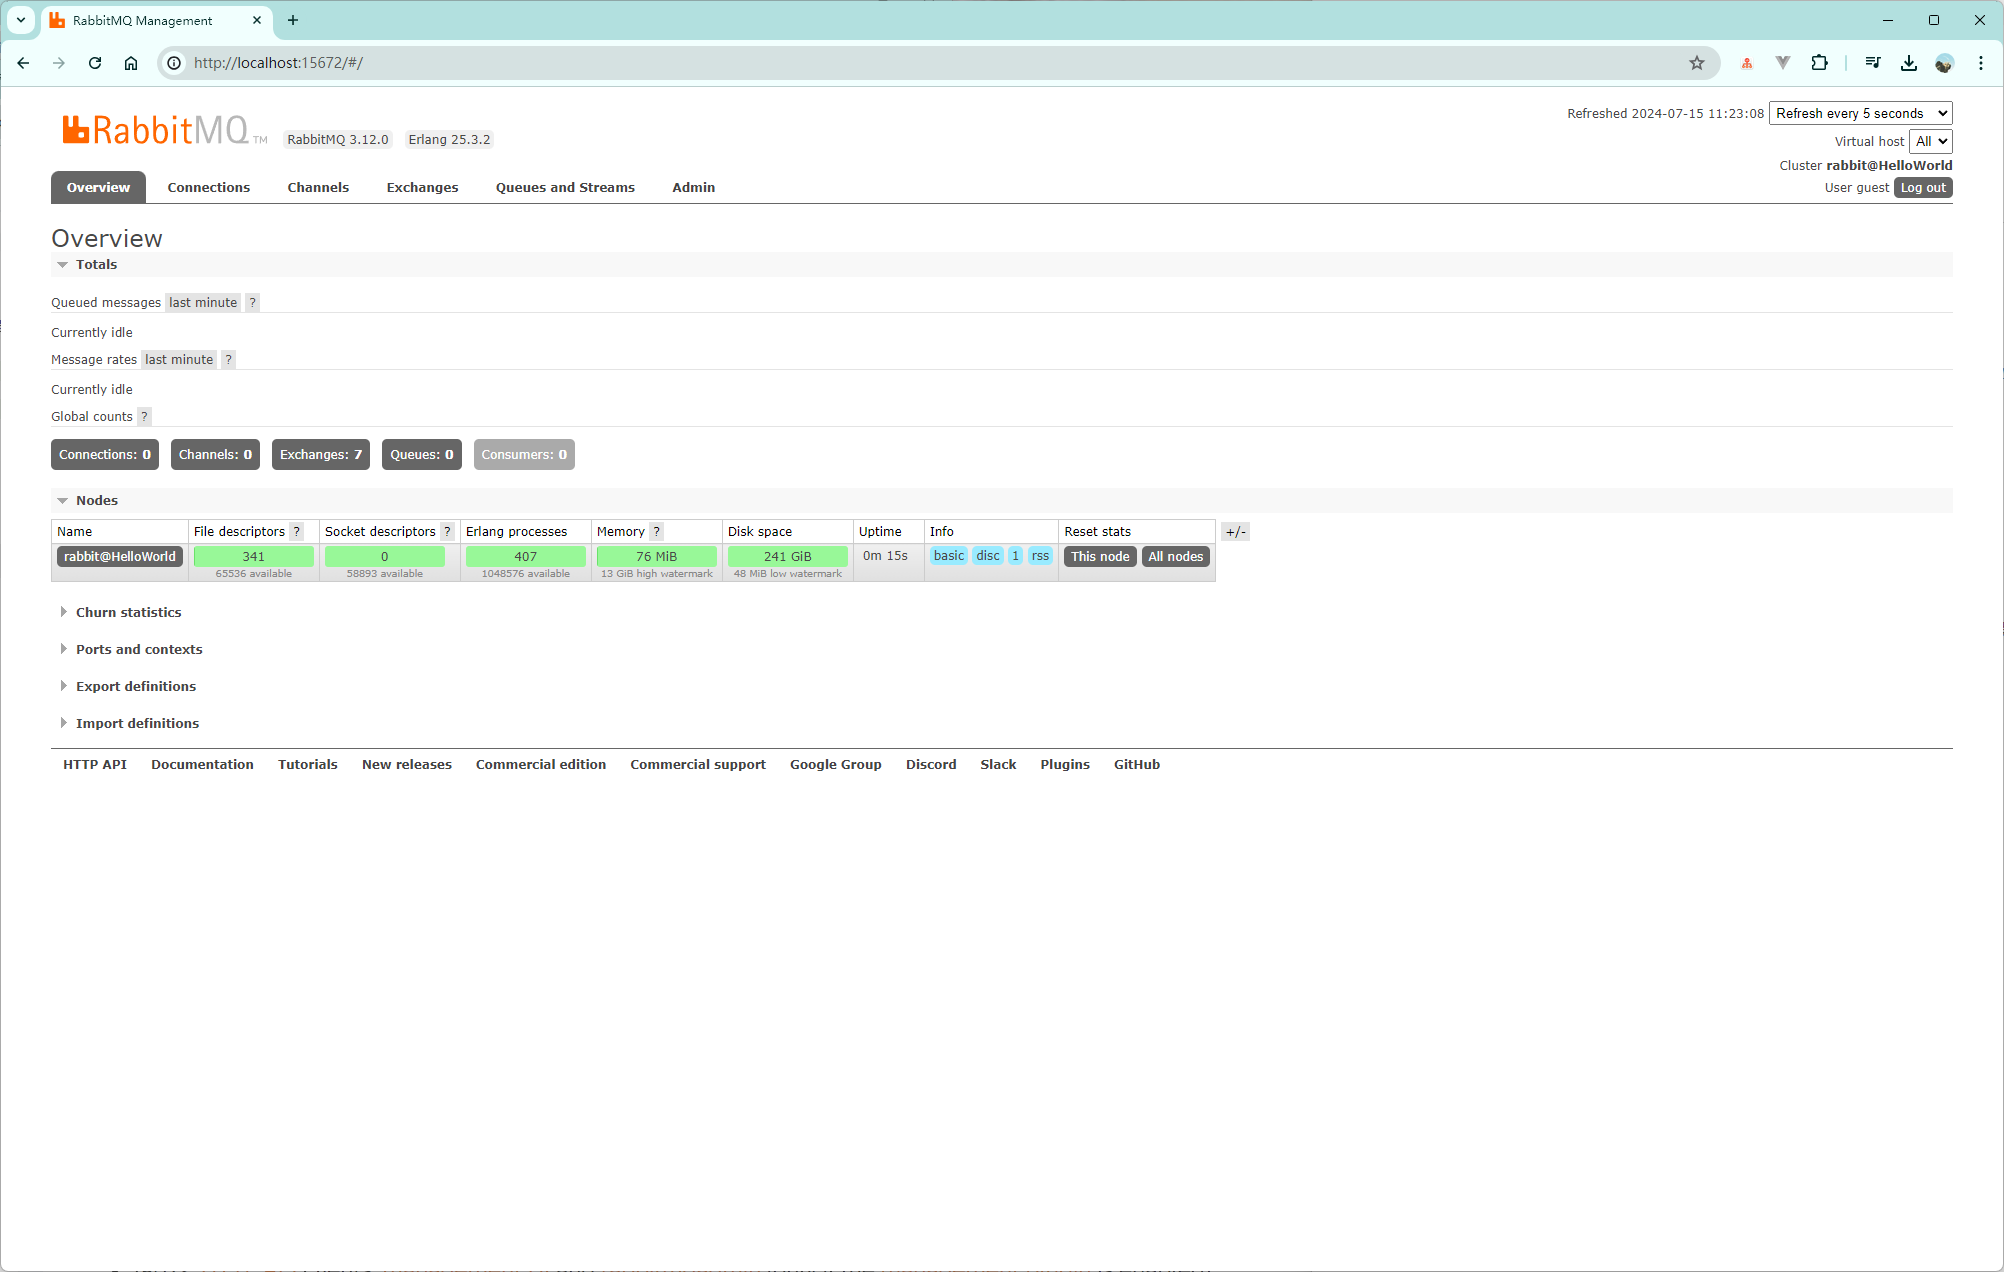 RabbitMQ Management
http://localhost:15672/#/
RabbitMQ TM RabbitMQ 3.12.0 Erlang 25.3.2
Refreshed 2024-07-15 11:23:08 Refresh every 5 seconds
Virtual host All
Cluster rabbit@HelloWorld
User guest Log out
Overview Connections Channels Exchanges Queues and Streams Admin
Overview
Totals
Queued messages last minute ?
Currently idle
Message rates last minute ?
Currently idle
Global counts ?
Connections: 0 Channels: 0 Exchanges: 7 Queues: 0 Consumers: 0
Nodes
Name File descriptors ? Socket descriptors ? Erlang processes Memory ? Disk space Uptime Info Reset stats +/-
rabbit@HelloWorld 341 0 407 76 MiB 241 GiB 0m 15s basic disc 1 rss This node All nodes
65536 available 58893 available 1048576 available 13 GiB high watermark 48 MiB low watermark
Churn statistics
Ports and contexts
Export definitions
Import definitions
HTTP API Documentation Tutorials New releases Commercial edition Commercial support Google Group Discord Slack Plugins GitHub